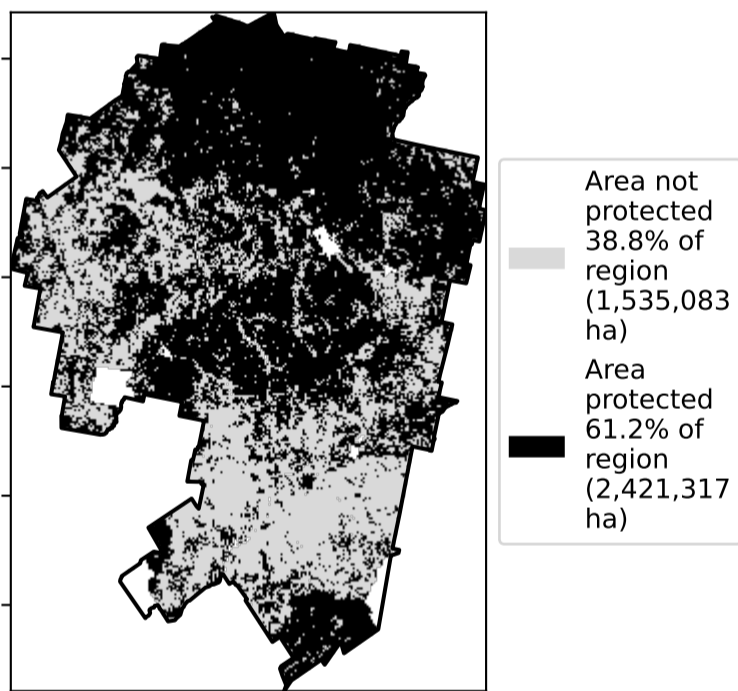 Area not
protected
38.8% of
region
(1,535,083
ha)
Area
protected
61.2% of
region
(2,421,317
ha)